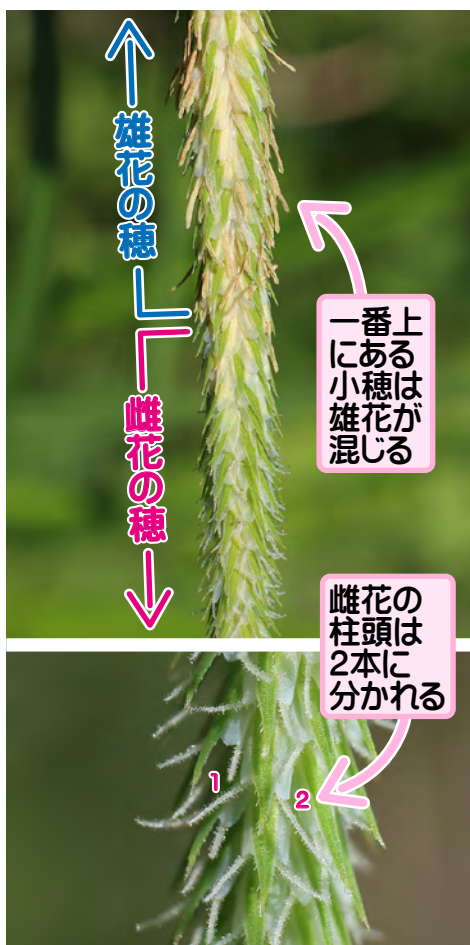 雄花の穂
一番上
にある
小穂は
雄花が
混じる
雌花の穂
雌花の
柱頭は
2本に
分かれる
1
2